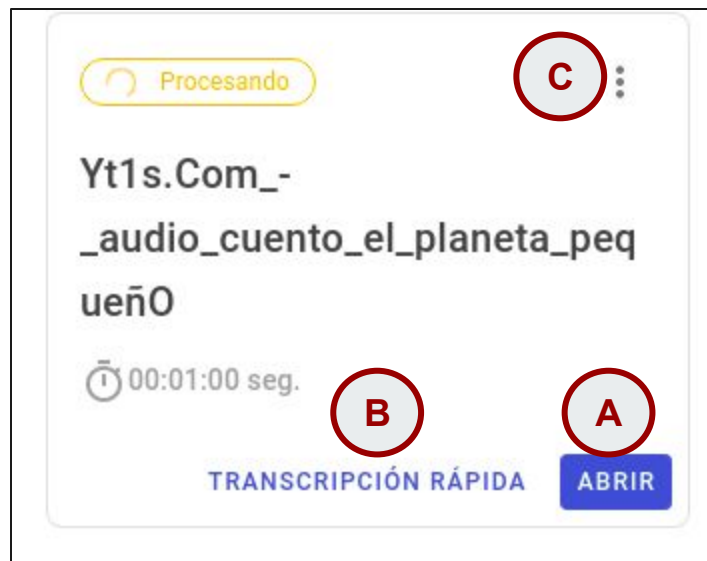 Procesando
C
Yt1s.Com_-
_audio_cuento_el_planeta_peq
ueñO
00:01:00 seg.
B
A
TRANSCRIPCIÓN RÁPIDA
ABRIR